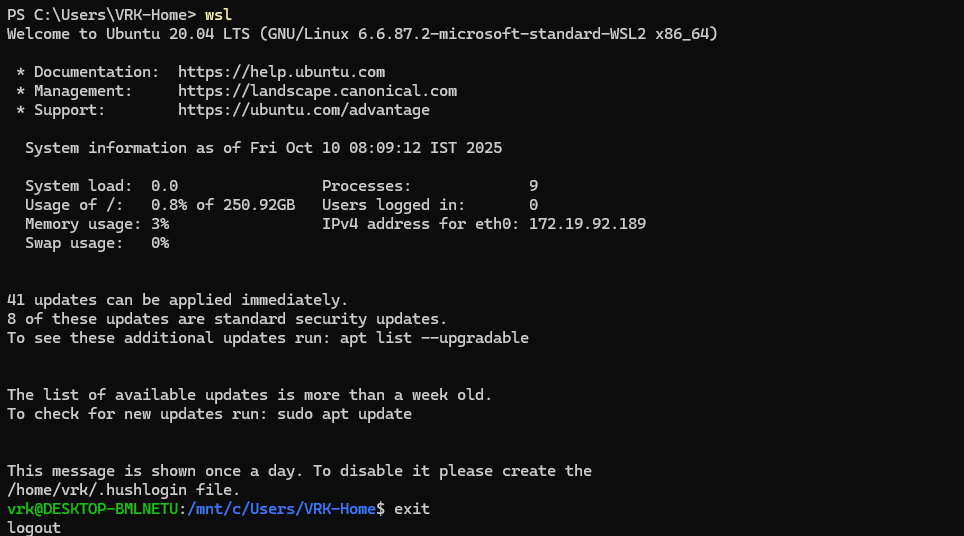 PS C:\Users\VRK-Home> wsl
Welcome to Ubuntu 20.04 LTS (GNU/Linux 6.6.87.2-microsoft-standard-WSL2 x86_64)
* Documentation: https://help.ubuntu.com
* Management: https://landscape.canonical.com
* Support: https://ubuntu.com/advantage
System information as of Fri Oct 10 08:09:12 IST 2025
System load: 0.0 Processes: 9
Usage of /: 0.8% of 250.92GB Users logged in: 0
Memory usage: 3% IPv4 address for eth0: 172.19.92.189
Swap usage: 0%
41 updates can be applied immediately.
8 of these updates are standard security updates.
To see these additional updates run: apt list --upgradable
The list of available updates is more than a week old.
To check for new updates run: sudo apt update
This message is shown once a day. To disable it please create the
/home/vrk/.hushlogin file.
vrk@DESKTOP-BMLNETU:/mnt/c/Users/VRK-Home$ exit
logout